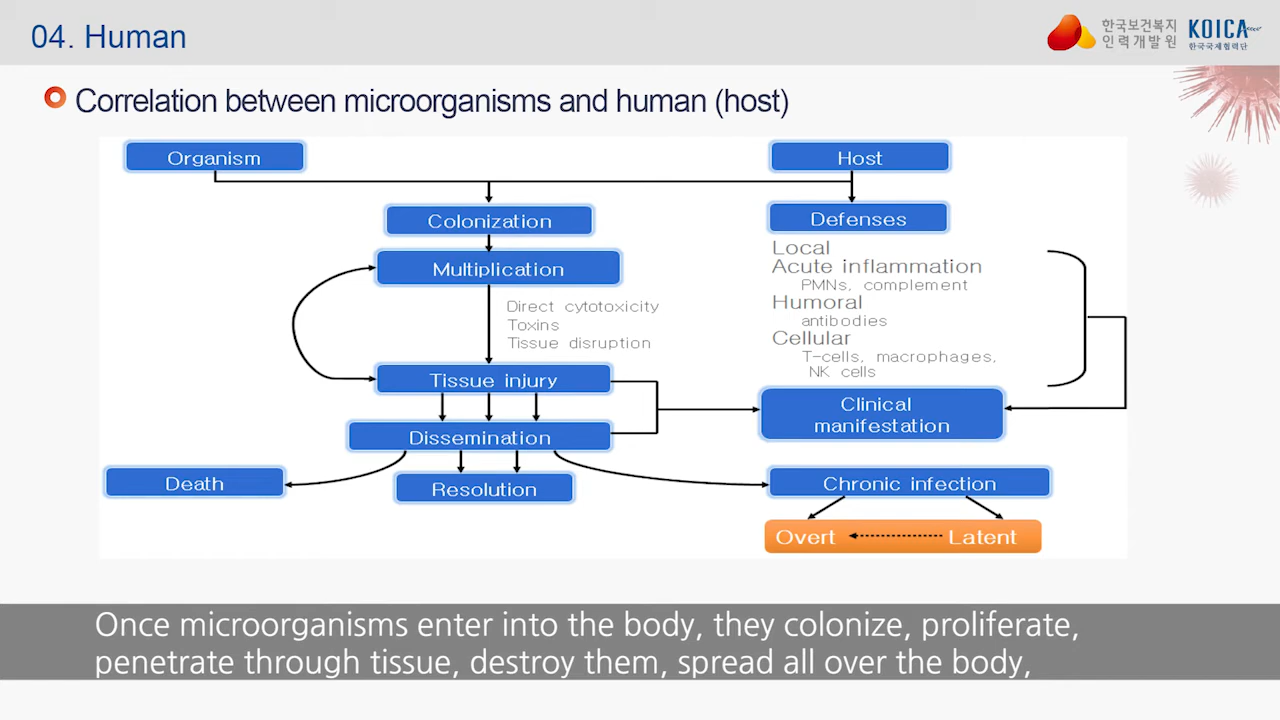 04. Human
한국보건복지
인력개발원
KOICA
한국국제협력단
Correlation between microorganisms and human (host)
Organism
Host
Colonization
Defenses
Multiplication
Local
Acute inflammation
PMNs, complement
Humoral
antibodies
Cellular
T-cells, macrophages,
NK cells
Direct cytotoxicity
Toxins
Tissue disruption
Tissue injury
Clinical
manifestation
Dissemination
Death
Resolution
Chronic infection
Overt
Latent
Once microorganisms enter into the body, they colonize, proliferate,
penetrate through tissue, destroy them, spread all over the body,